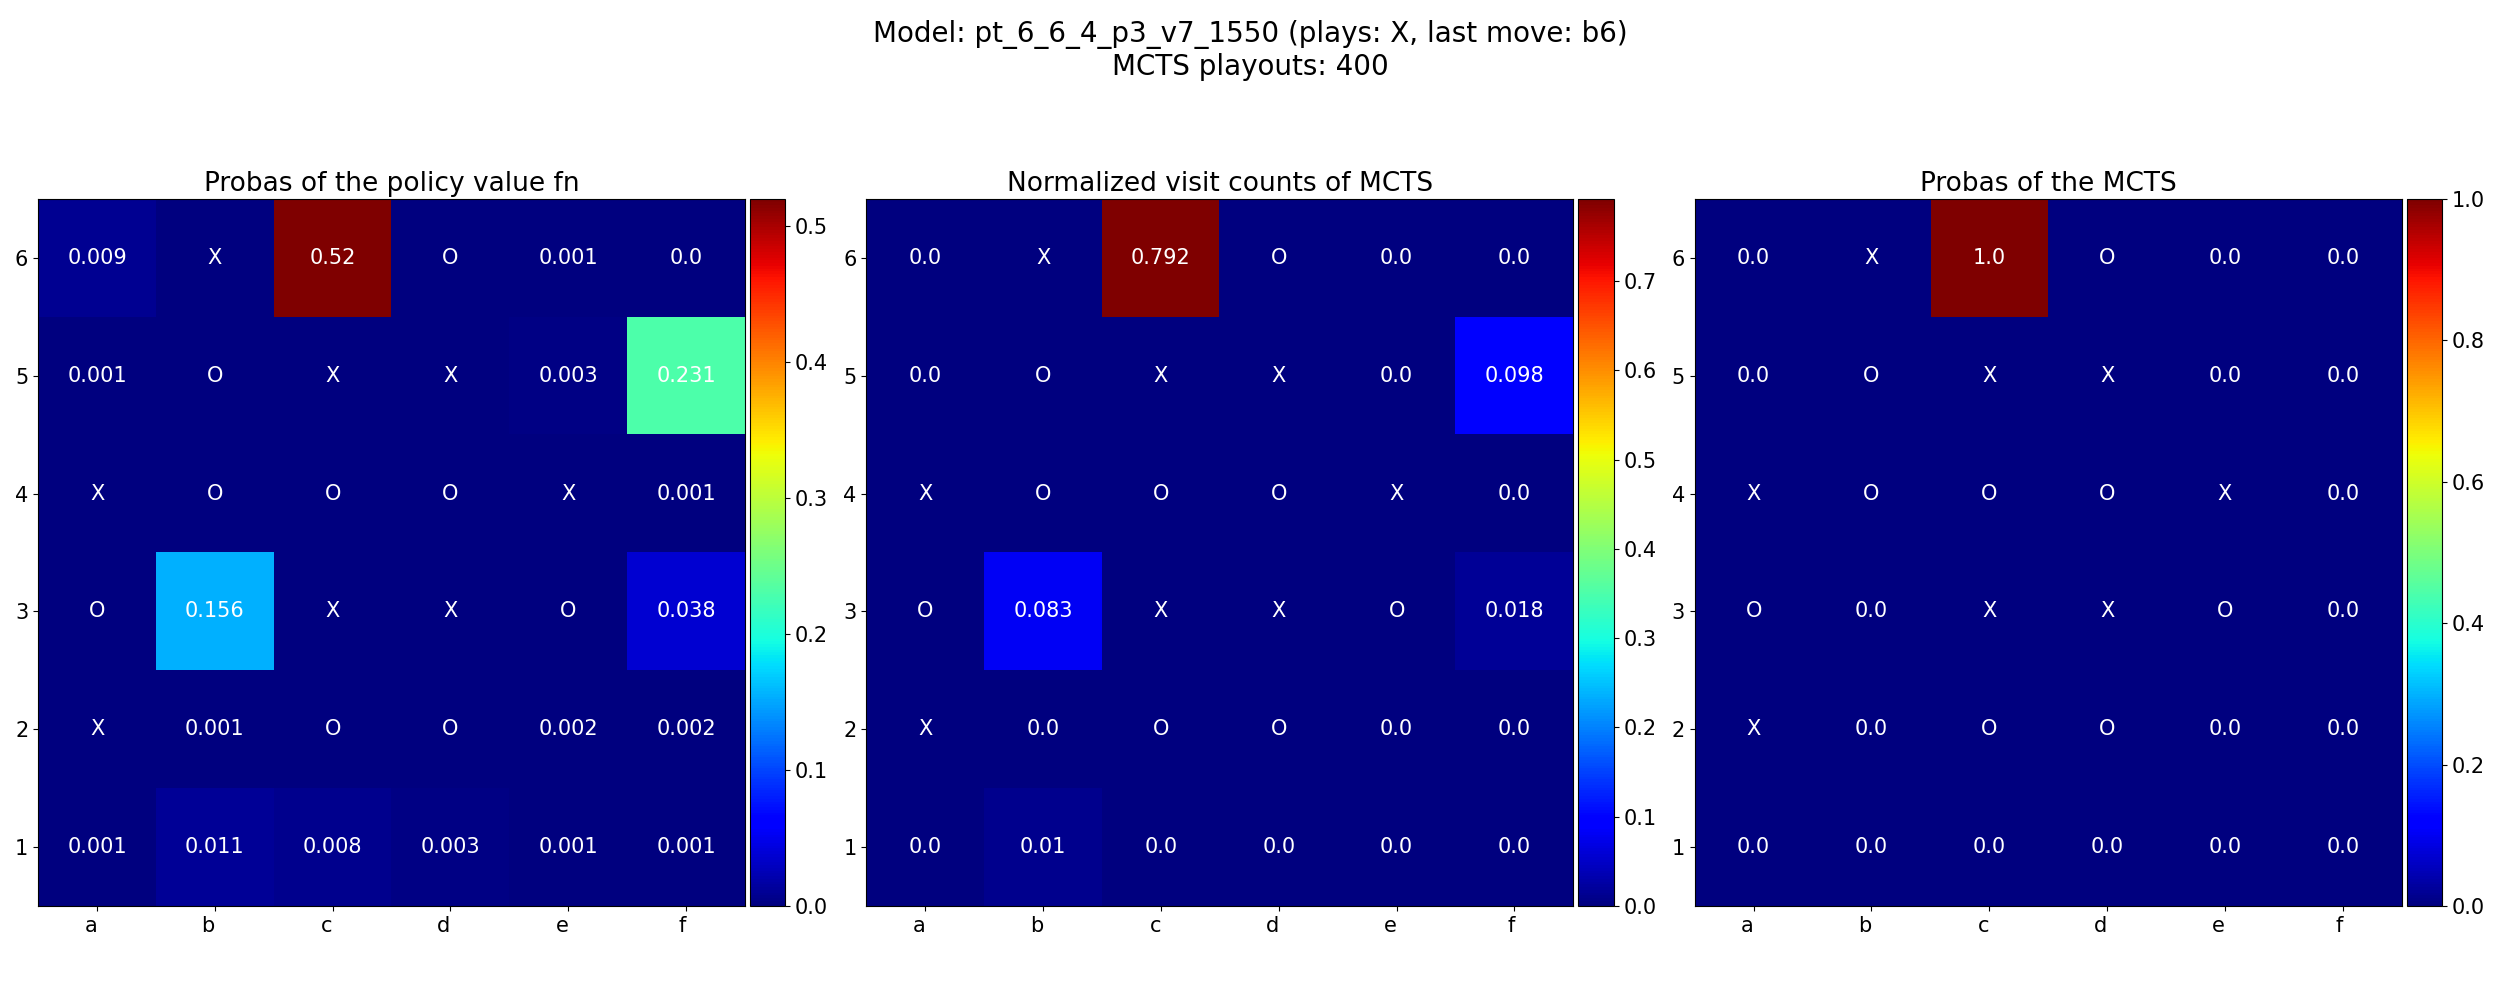 Model: pt_6_6_4_p3_v7_1550 (plays: X, last move: b6)
MCTS playouts: 400
Probas of the policy value fn
6 0.009 X 0.52 O 0.001 0.0
5 0.001 O X X 0.003 0.231
4 X O O O X 0.001
3 O 0.156 X X O 0.038
2 X 0.001 O O 0.002 0.002
1 0.001 0.011 0.008 0.003 0.001 0.001
a b c d e f
0.5
0.4
0.3
0.2
0.1
0.0
Normalized visit counts of MCTS
6 0.0 X 0.792 O 0.0 0.0
5 0.0 O X X 0.0 0.098
4 X O O O X 0.0
3 O 0.083 X X O 0.018
2 X 0.0 O O 0.0 0.0
1 0.0 0.01 0.0 0.0 0.0 0.0
a b c d e f
0.7
0.6
0.5
0.4
0.3
0.2
0.1
0.0
Probas of the MCTS
6 0.0 X 1.0 O 0.0 0.0
5 0.0 O X X 0.0 0.0
4 X O O O X 0.0
3 O 0.0 X X O 0.0
2 X 0.0 O O 0.0 0.0
1 0.0 0.0 0.0 0.0 0.0 0.0
a b c d e f
1.0
0.8
0.6
0.4
0.2
0.0